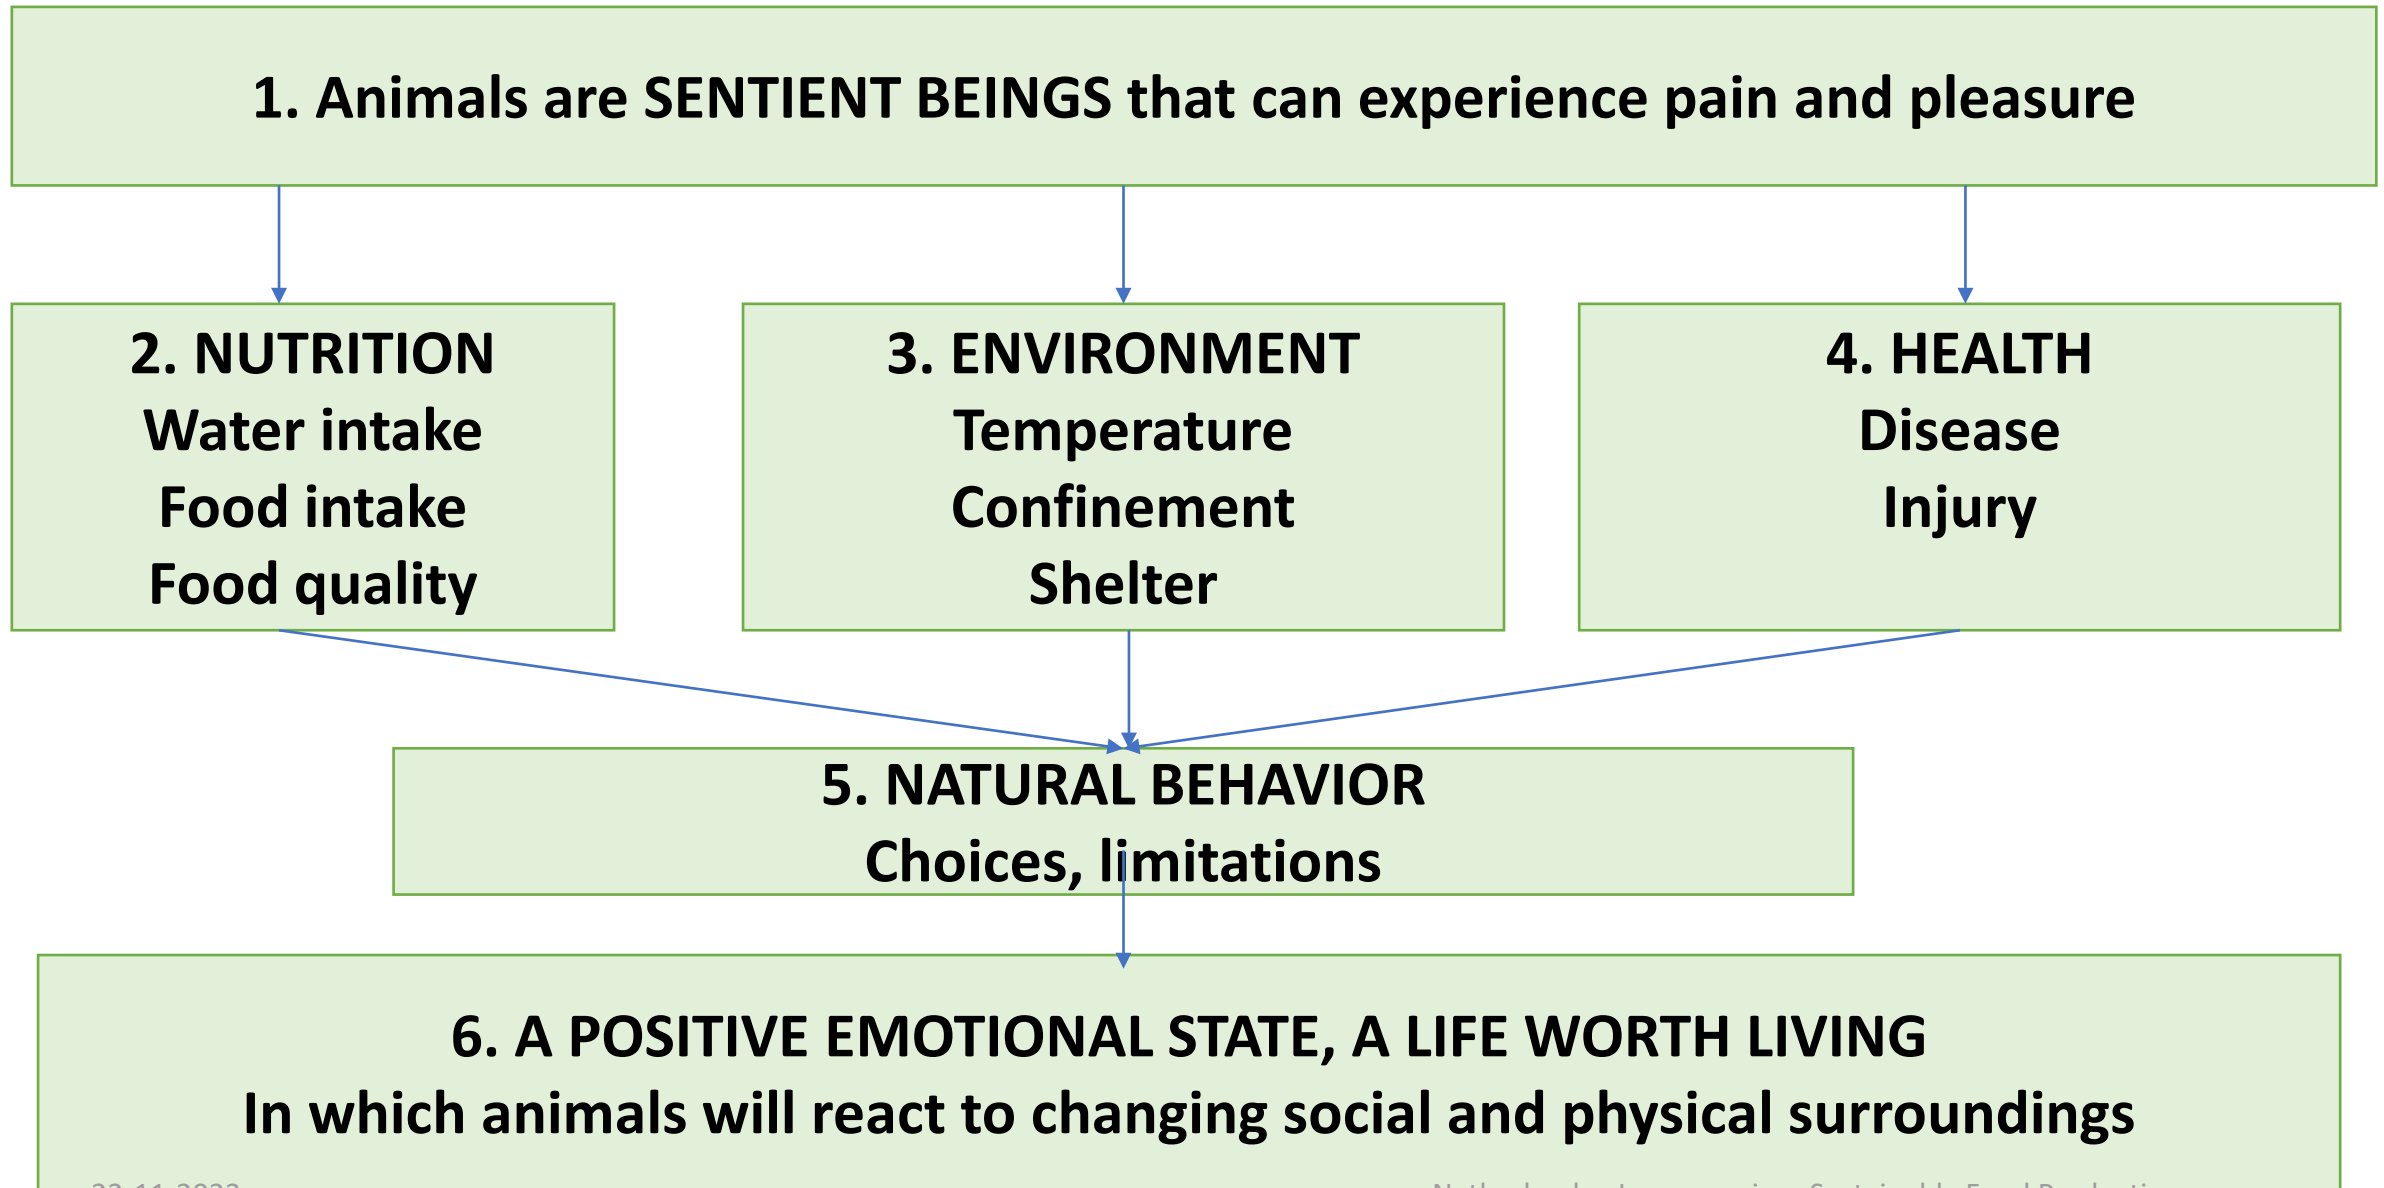 1. Animals are SENTIENT BEINGS that can experience pain and pleasure
2. NUTRITION
Water intake
Food intake
Food quality
3. ENVIRONMENT
Temperature
Confinement
Shelter
4. HEALTH
Disease
Injury
5. NATURAL BEHAVIOR
Choices, limitations
6. A POSITIVE EMOTIONAL STATE, A LIFE WORTH LIVING
In which animals will react to changing social and physical surroundings